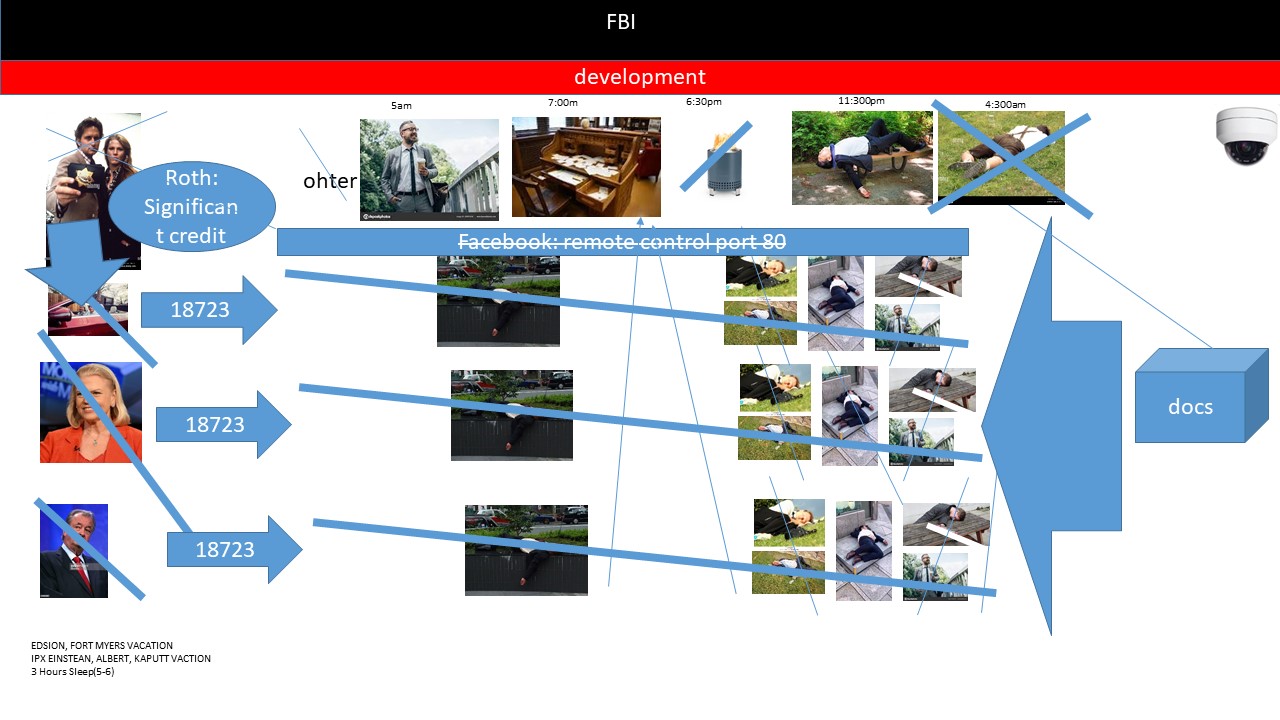 FBI
development
5am
7:00m
6:30pm
11:300pm
4:300am
Roth:
Significan
t credit
ohter
Facebook: remote control port 80
18723
18723
docs
18723
EDSION, FORT MYERS VACATION
IPX EINSTEAN, ALBERT, KAPUTT VACTION
3 Hours Sleep(5-6)